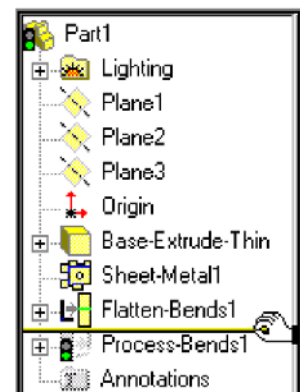 Part1
Lighting
Plane1
Plane2
Plane3
Origin
Base-Extrude-Thin
Sheet-Metal1
Flatten-Bends1
Process-Bends1
Annotations